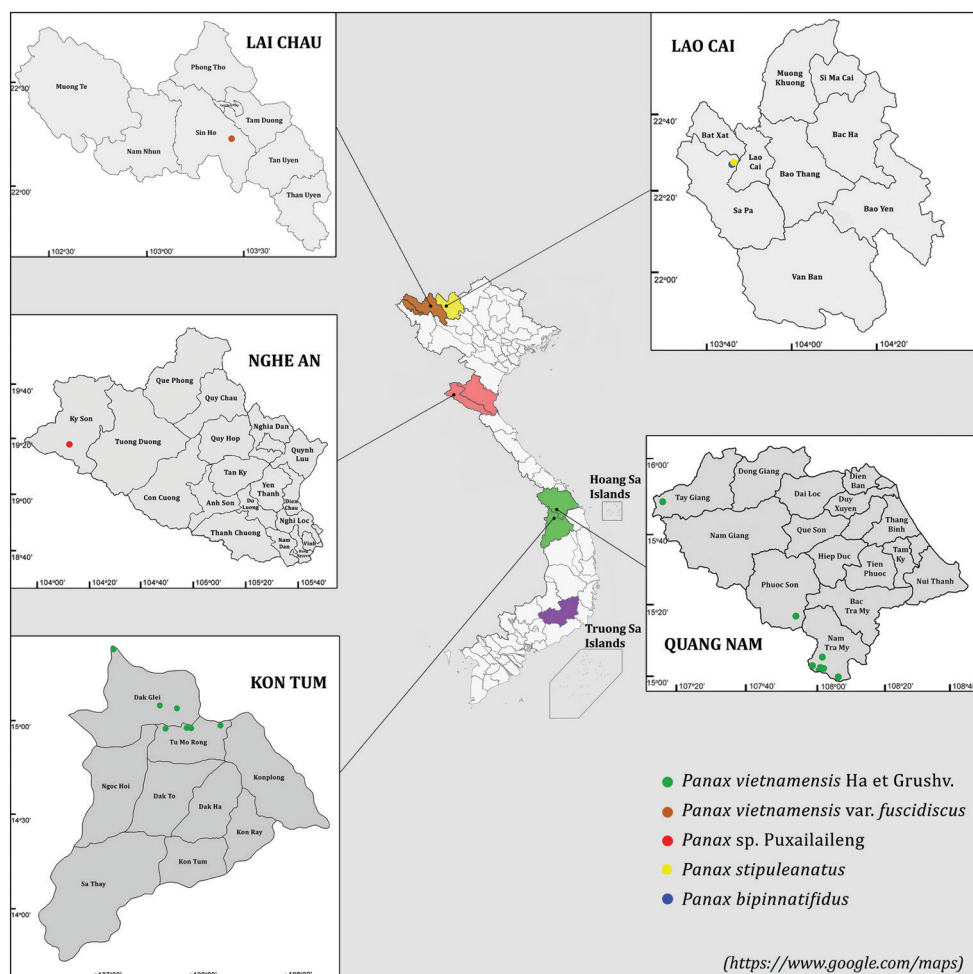 LAI CHAU
22°30'
22°00'
102°30'
103°00'
103°30'
Muong Te
Phong Tho
Tam Duong
Sin Ho
Nam Nhun
Tan Uyen
Than Uyen
LAO CAI
22°40'
22°20'
22°00'
103°40'
104°00'
104°20'
Muong
Khuong
Si Ma Cai
Bat Xat
Lao
Cai
Bac Ha
Bao Thang
Sa Pa
Bao Yen
Van Ban
NGHE AN
19°40'
19°20'
19°00'
18°40'
104°00'
104°20'
104°40'
105°00'
105°20'
105°40'
Que Phong
Quy Chau
Ky Son
Tuong Duong
Nghia Dan
Quy Hop
Quynh
Luu
Tan Ky
Yen
Thanh
Con Cuong
Anh Son
Do
Luong
Dien
Chau
Nghi Loc
Thanh Chuong
Nam
Dan
Vinh
Hoang Sa
Islands
Truong Sa
Islands
QUANG NAM
16°00'
15°40'
15°20'
15°00'
107°20'
107°40'
108°00'
108°20'
108°40'
Dong Giang
Tay Giang
Dai Loc
Dien
Ban
Duy
Xuyen
Nam Giang
Que Son
Thang
Binh
Hiep Duc
Tien
Phuoc
Tam
Ky
Nui Thanh
Phuoc Son
Bac
Tra My
Nam
Tra My
KON TUM
15°00'
14°30'
14°00'
Dak Glei
Tu Mo Rong
Konplong
Ngoc Hoi
Dak To
Dak Ha
Kon Ray
Kon Tum
Sa Thay
Panax vietnamensis Ha et Grushv.
Panax vietnamensis var. fuscidiscus
Panax sp. Puxailaileng
Panax stipuleanatus
Panax bipinnatifidus
(https://www.google.com/maps)